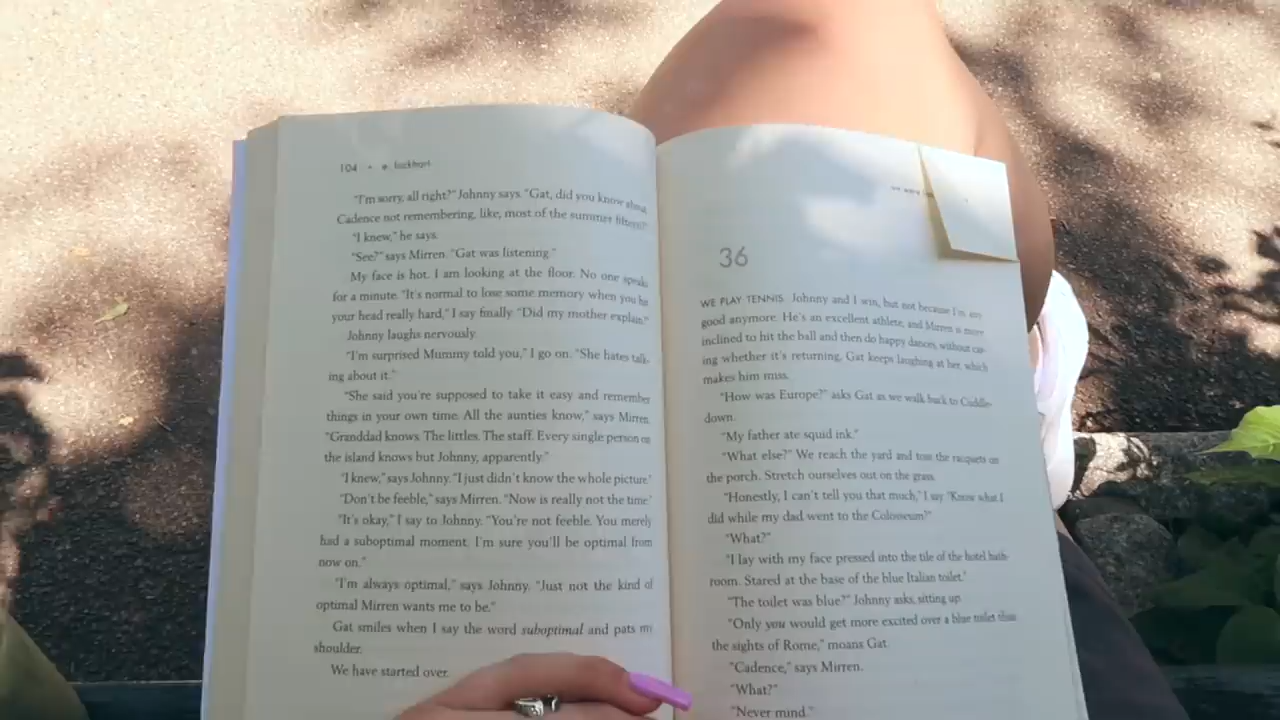 104 • e lockhart
"I'm sorry, all right?" Johnny says. "Gat, did you know about
Cadence not remembering, like, most of the summer fifteen?"
"I knew," he says.
"See?" says Mirren. "Gat was listening."
My face is hot. I am looking at the floor. No one speaks
for a minute. "It's normal to lose some memory when you hit
your head really hard," I say finally. "Did my mother explain?"
Johnny laughs nervously.
"I'm surprised Mummy told you," I go on. "She hates talk-
ing about it."
"She said you're supposed to take it easy and remember
things in your own time. All the aunties know," says Mirren.
"Granddad knows. The littles. The staff. Every single person on
the island knows but Johnny, apparently."
"I knew," says Johnny. "I just didn't know the whole picture."
"Don't be feeble," says Mirren. "Now is really not the time."
"It's okay," I say to Johnny. "You're not feeble. You merely
had a suboptimal moment. I'm sure you'll be optimal from
now on."
"I'm always optimal," says Johnny. "Just not the kind of
optimal Mirren wants me to be."
Gat smiles when I say the word suboptimal and pats my
shoulder.
We have started over.
we were
36
WE PLAY TENNIS. Johnny and I win, but not because I'm any
good anymore. He's an excellent athlete, and Mirren is more
inclined to hit the ball and then do happy dances, without car-
ing whether it's returning. Gat keeps laughing at her, which
makes him miss.
"How was Europe?" asks Gat as we walk back to Cuddle-
down.
"My father ate squid ink."
"What else?" We reach the yard and toss the racquets on
the porch. Stretch ourselves out on the grass.
"Honestly, I can't tell you that much," I say. "Know what I
did while my dad went to the Colosseum?"
"What?"
"I lay with my face pressed into the tile of the hotel bath-
room. Stared at the base of the blue Italian toilet."
"The toilet was blue?" Johnny asks, sitting up.
"Only you would get more excited over a blue toilet than
the sights of Rome," moans Gat.
"Cadence," says Mirren.
"What?"
"Never mind."